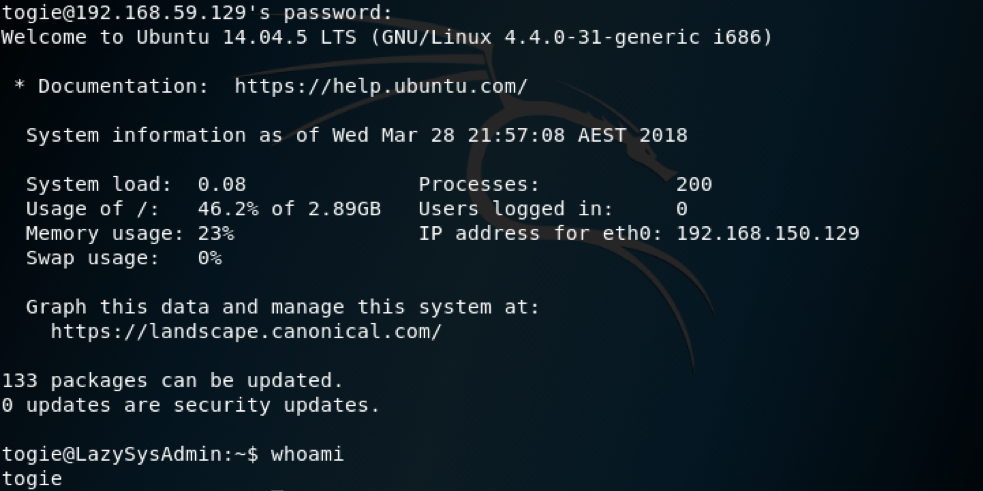 togie@192.168.59.129's password:
Welcome to Ubuntu 14.04.5 LTS (GNU/Linux 4.4.0-31-generic i686)
* Documentation:  https://help.ubuntu.com/
System information as of Wed Mar 28 21:57:08 AEST 2018
System load:  0.08              Processes:           200
Usage of /:   46.2% of 2.89GB   Users logged in:     0
Memory usage: 23%               IP address for eth0: 192.168.150.129
Swap usage:   0%
Graph this data and manage this system at:
https://landscape.canonical.com/
133 packages can be updated.
0 updates are security updates.
togie@LazySysAdmin:~$ whoami
togie